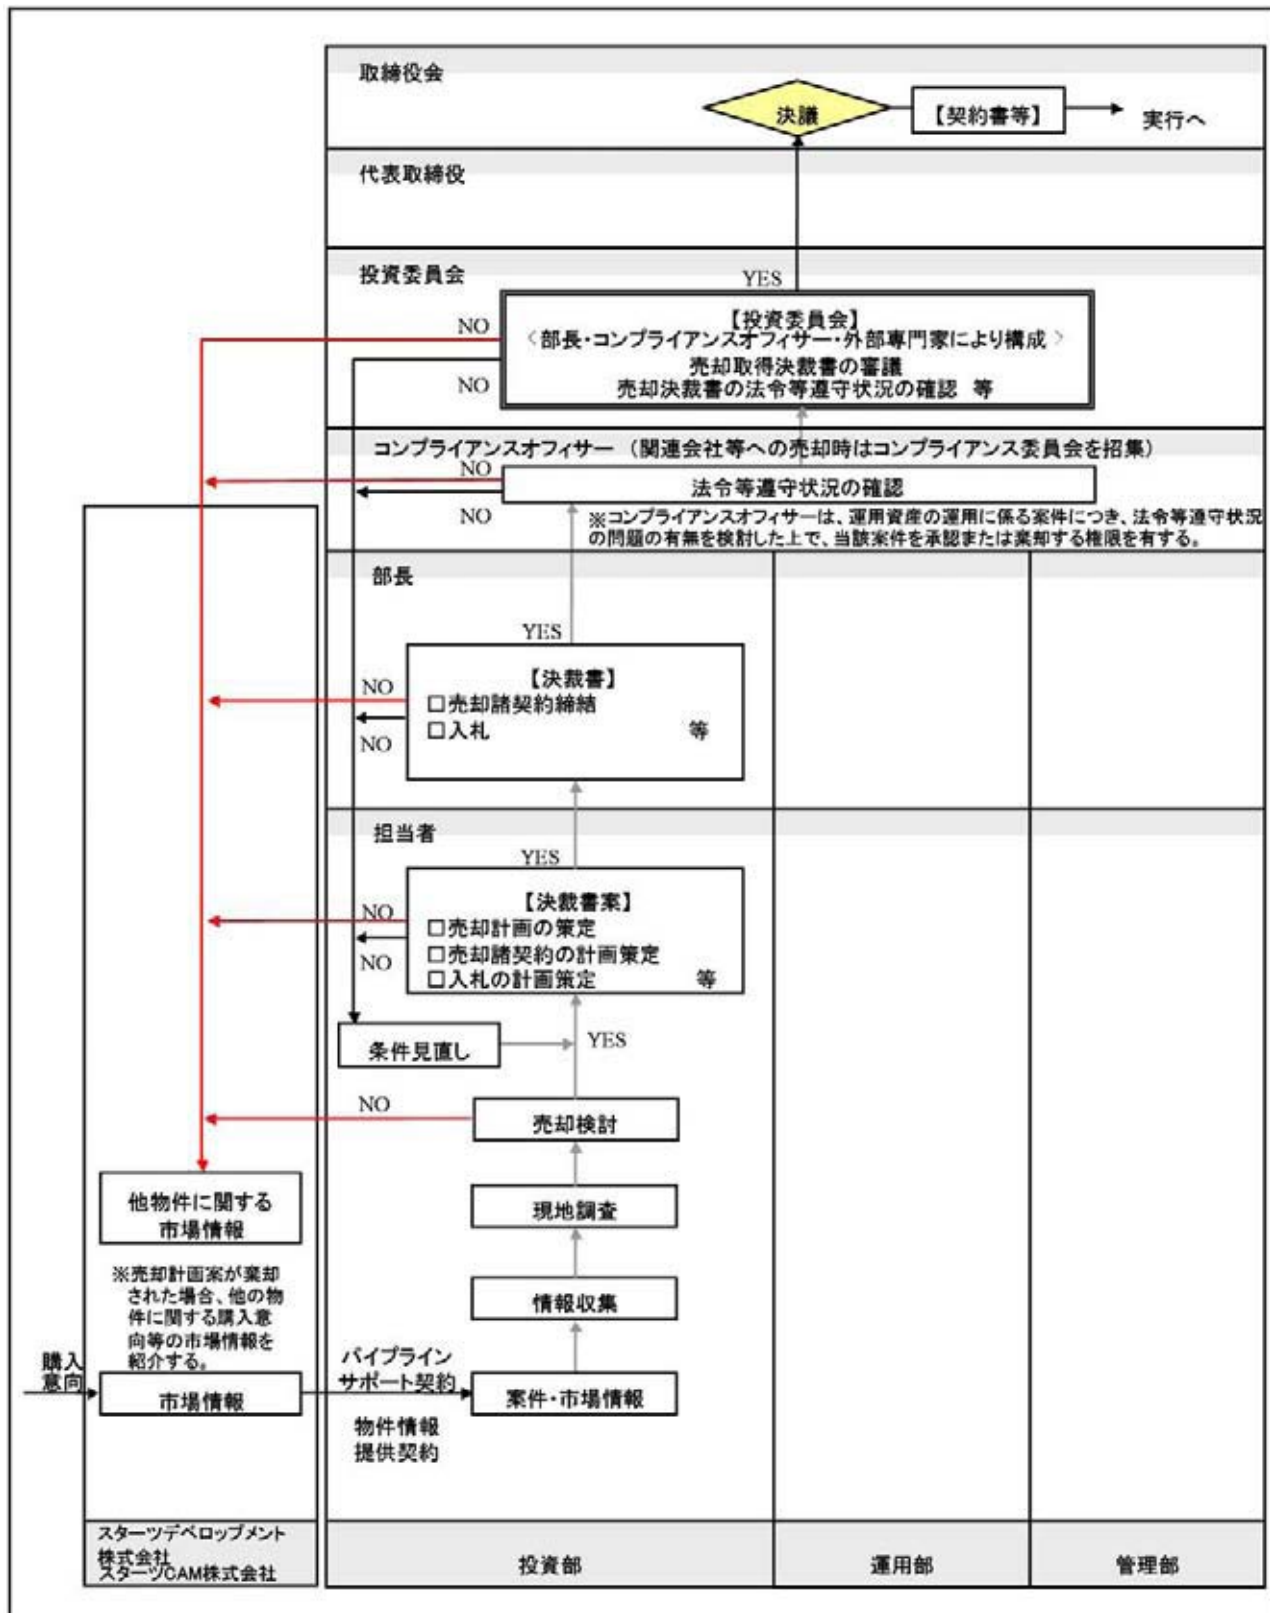 取締役会
決議
【契約書等】
実行へ
代表取締役
投資委員会
YES
NO
【投資委員会】
<部長・コンプライアンスオフィサー・外部専門家により構成>
売却取得決裁書の審議
NO
売却決裁書の法令等遵守状況の確認 等
コンプライアンスオフィサー (関連会社等への売却時はコンプライアンス委員会を招集)
NO
法令等遵守状況の確認
NO
※コンプライアンスオフィサーは、運用資産の運用に係る案件につき、法令等遵守状況
の問題の有無を検討した上で、当該案件を承認または棄却する権限を有する。
部長
YES
NO
【決裁書】
□売却諸契約締結
□入札 等
NO
担当者
YES
NO
【決裁書案】
□売却計画の策定
□売却諸契約の計画策定
NO
□入札の計画策定 等
条件見直し
YES
NO
売却検討
他物件に関する
市場情報
現地調査
※売却計画案が棄却
された場合、他の物
件に関する購入意
向等の市場情報を
紹介する。
情報収集
購入
意向
市場情報
パイプライン
サポート契約
案件・市場情報
物件情報
提供契約
スターツデベロップメント
株式会社
スターツCAM株式会社
投資部
運用部
管理部